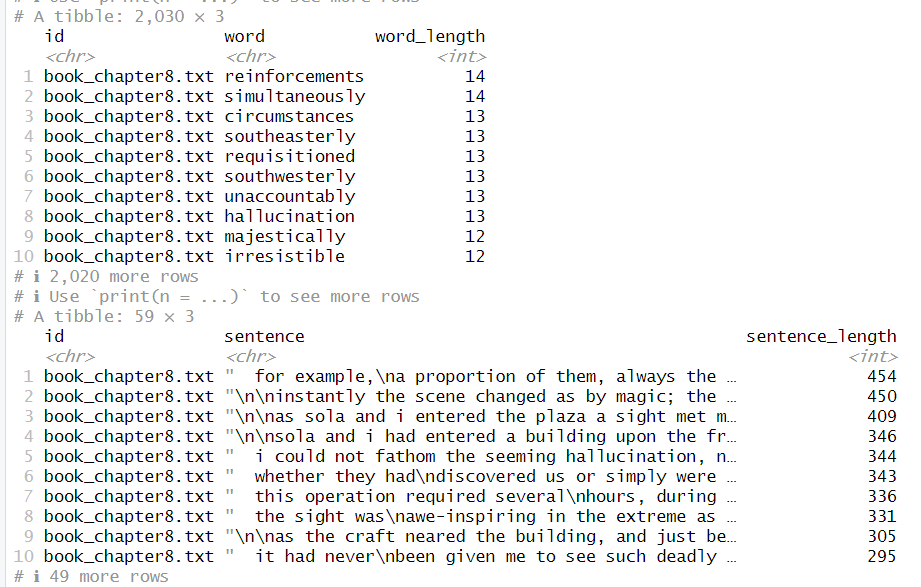 # A tibble: 2,030 × 3
   id                word            word_length
   <chr>             <chr>                 <int>
 1 book_chapter8.txt reinforcements           14
 2 book_chapter8.txt simultaneously           14
 3 book_chapter8.txt circumstances            13
 4 book_chapter8.txt southeasterly            13
 5 book_chapter8.txt requisitioned            13
 6 book_chapter8.txt southwesterly            13
 7 book_chapter8.txt unaccountably            13
 8 book_chapter8.txt hallucination            13
 9 book_chapter8.txt majestically             12
10 book_chapter8.txt irresistible             12
# ℹ 2,020 more rows
# ℹ Use `print(n = ...)` to see more rows
# A tibble: 59 × 3
   id                sentence                                            sentence_length
   <chr>             <chr>                                                         <int>
 1 book_chapter8.txt "  for example,\na proportion of them, always the …             454
 2 book_chapter8.txt "\n\ninstantly the scene changed as by magic; the …             450
 3 book_chapter8.txt "\n\nas sola and i entered the plaza a sight met m…             409
 4 book_chapter8.txt "\n\nsola and i had entered a building upon the fr…             346
 5 book_chapter8.txt "  i could not fathom the seeming hallucination, n…             344
 6 book_chapter8.txt "  whether they had\ndiscovered us or simply were …             343
 7 book_chapter8.txt "  this operation required several\nhours, during …             336
 8 book_chapter8.txt "  the sight was\nawe-inspiring in the extreme as …             331
 9 book_chapter8.txt "\n\nas the craft neared the building, and just be…             305
10 book_chapter8.txt "  it had never\nbeen given me to see such deadly …             295
# ℹ 49 more rows